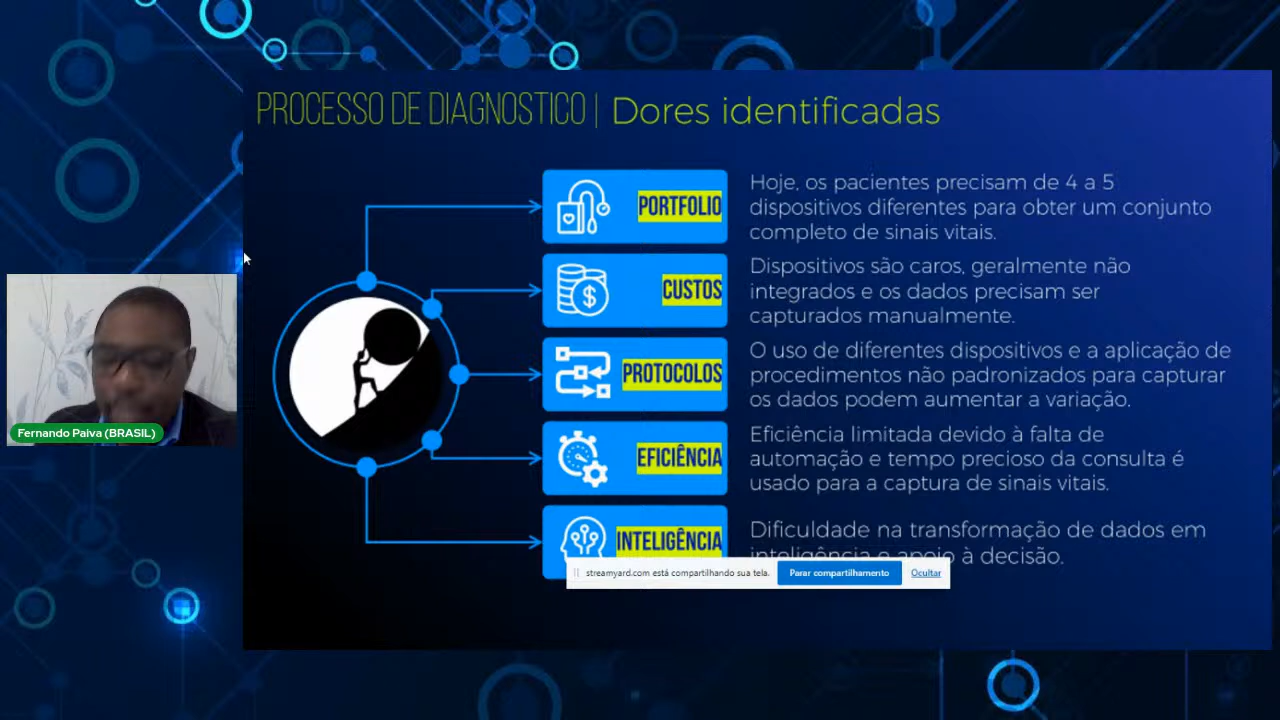 PROCESSO DE DIAGNOSTICO | Dores identificadas
PORTFOLIO
Hoje, os pacientes precisam de 4 a 5
dispositivos diferentes para obter um conjunto
completo de sinais vitais.
CUSTOS
Dispositivos são caros, geralmente não
integrados e os dados precisam ser
capturados manualmente.
PROTOCOLOS
O uso de diferentes dispositivos e a aplicação de
procedimentos não padronizados para capturar
os dados podem aumentar a variação.
EFICIÊNCIA
Eficiência limitada devido à falta de
automação e tempo precioso da consulta é
usado para a captura de sinais vitais.
INTELIGÊNCIA
Dificuldade na transformação de dados em
inteligência e apoio à decisão.
streamyard.com está compartilhando sua tela.
Parar compartilhamento
Ocultar
Fernando Paiva (BRASIL)